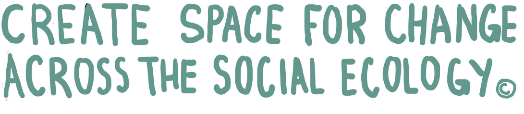 CREATE SPACE FOR CHANGE
ACROSS THE SOCIAL ECOLOGY©